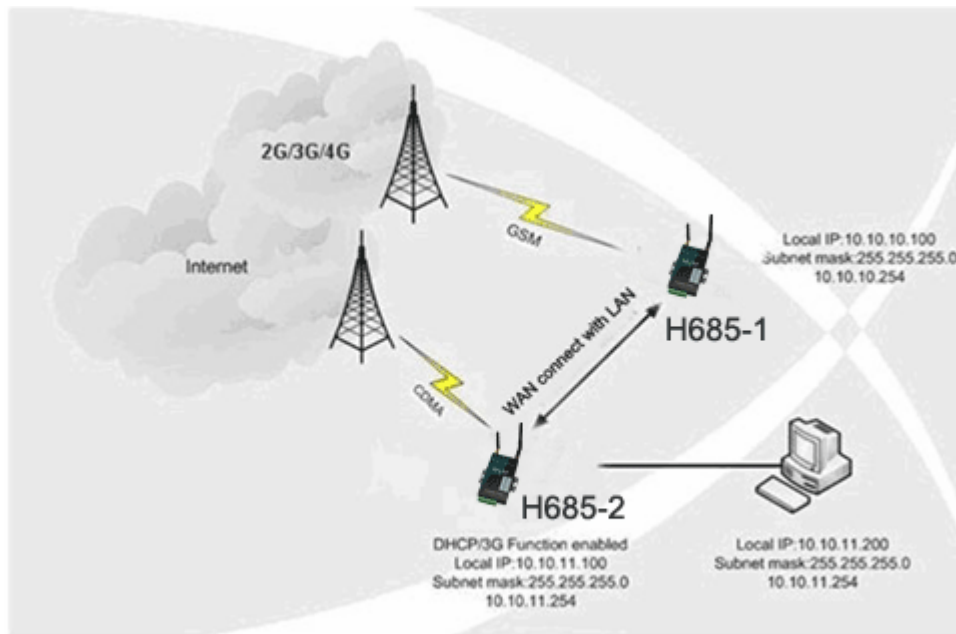 2G/3G/4G
Internet
GSM
CDMA
WAN connect with LAN
Local IP:10.10.10.100
Subnet mask:255.255.255.0
10.10.10.254
H685-1
H685-2
DHCP/3G Function enabled
Local IP:10.10.11.100
Subnet mask:255.255.255.0
10.10.11.254
Local IP:10.10.11.200
Subnet mask:255.255.255.0
10.10.11.254